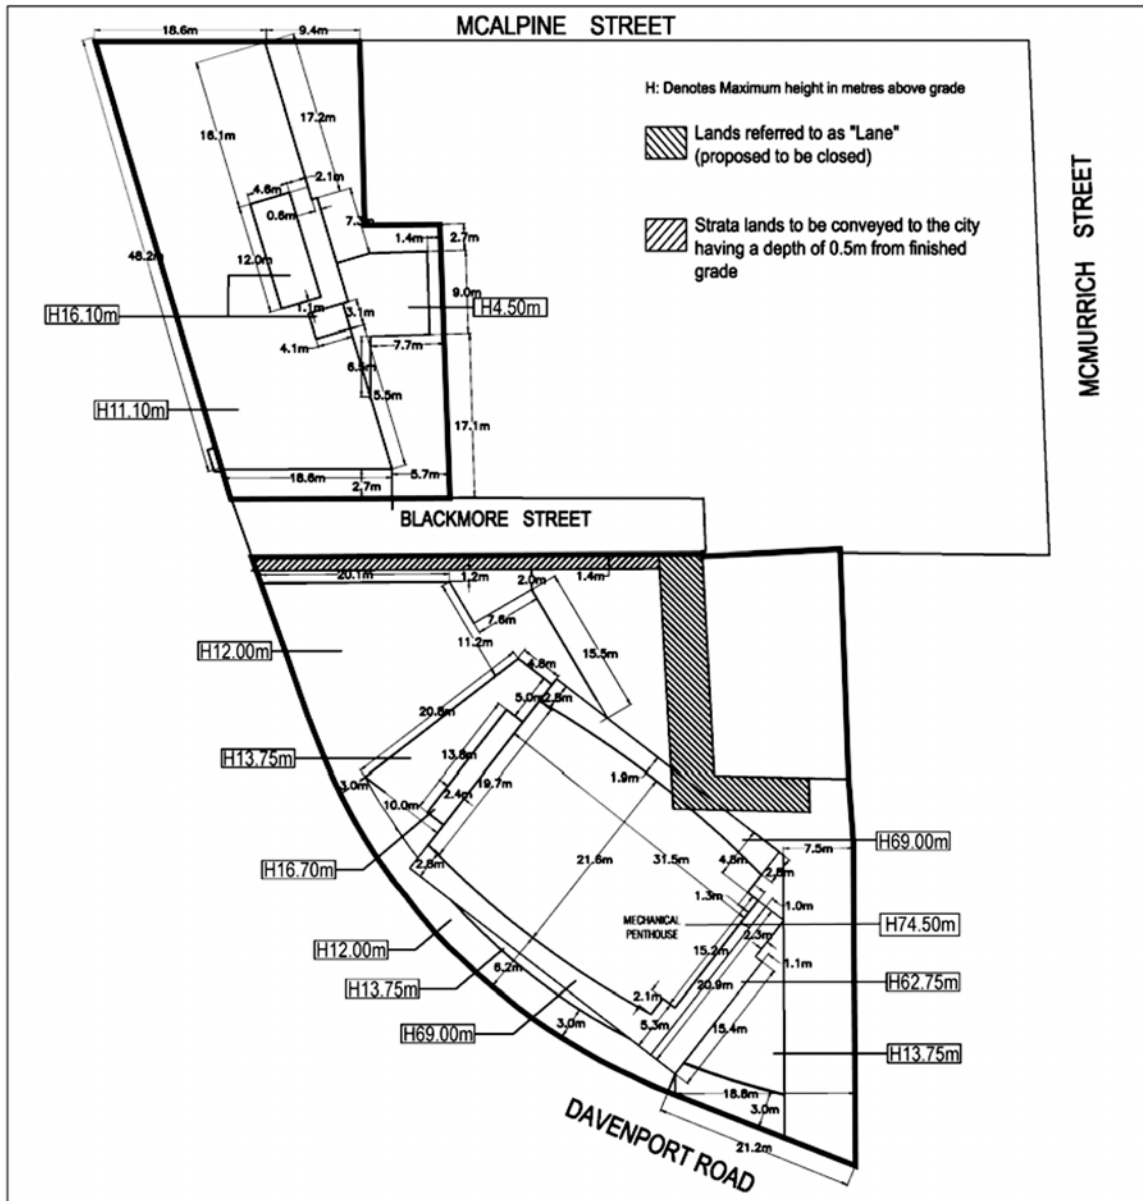 MCALPINE STREET
18.6m
9.4m
H: Denotes Maximum height in metres above grade
Lands referred to as "Lane"
(proposed to be closed)
Strata lands to be conveyed to the city
having a depth of 0.5m from finished
grade
MCMURRICH STREET
17.2m
16.1m
2.1m
4.6m
0.6m
1.4m
2.7m
48.2m
12.0m
9.0m
H16.10m
1.1m
3.1m
H4.50m
4.1m
7.7m
6.5m
5.5m
H11.10m
17.1m
18.6m
5.7m
2.7m
BLACKMORE STREET
20.1m
1.2m
2.0m
1.4m
7.6m
11.2m
H12.00m
15.5m
4.8m
5.0m
2.8m
20.8m
13.8m
H13.75m
19.7m
1.9m
3.0m
10.0m
2.4m
H69.00m
7.5m
21.6m
31.5m
4.8m
2.8m
2.8m
H16.70m
1.3m
1.0m
MECHANICAL
PENTHOUSE
H74.50m
H12.00m
15.2m
2.3m
1.1m
6.2m
20.9m
H62.75m
H13.75m
2.1m
H69.00m
3.0m
5.3m
15.4m
H13.75m
18.8m
3.0m
DAVENPORT ROAD
21.2m